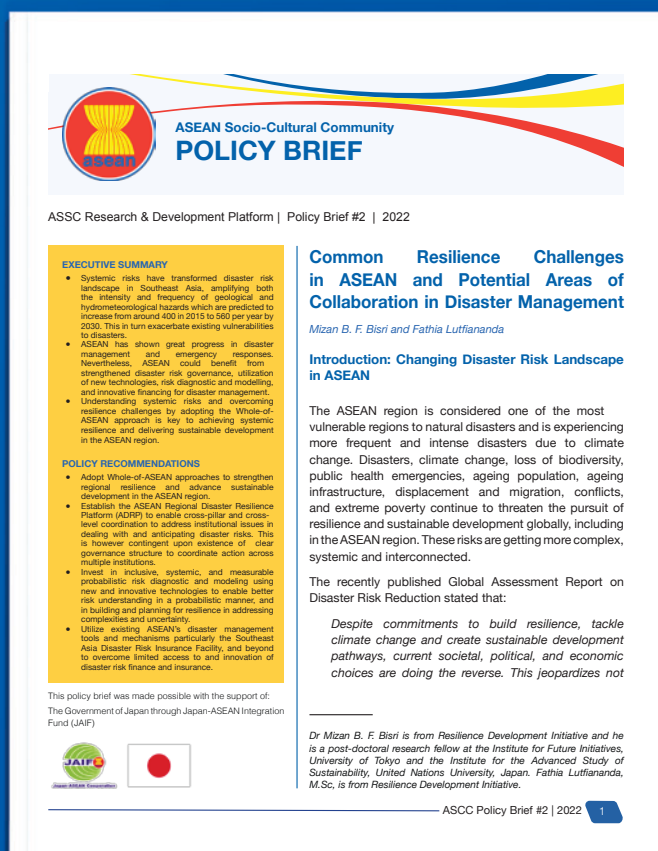 asean
ASEAN Socio-Cultural Community
POLICY BRIEF
ASSC Research & Development Platform | Policy Brief #2 | 2022
EXECUTIVE SUMMARY
● Systemic risks have transformed disaster risk
landscape in Southeast Asia, amplifying both
the intensity and frequency of geological and
hydrometeorological hazards which are predicted to
increase from around 400 in 2015 to 560 per year by
2030. This in turn exacerbate existing vulnerabilities
to disasters.
● ASEAN has shown great progress in disaster
management and emergency responses.
Nevertheless, ASEAN could benefit from
strengthened disaster risk governance, utilization
of new technologies, risk diagnostic and modelling,
and innovative financing for disaster management.
● Understanding systemic risks and overcoming
resilience challenges by adopting the Whole-of-
ASEAN approach is key to achieving systemic
resilience and delivering sustainable development
in the ASEAN region.
POLICY RECOMMENDATIONS
● Adopt Whole-of-ASEAN approaches to strengthen
regional resilience and advance sustainable
development in the ASEAN region.
● Establish the ASEAN Regional Disaster Resilience
Platform (ADRP) to enable cross-pillar and cross-
level coordination to address institutional issues in
dealing with and anticipating disaster risks. This
is however contingent upon existence of clear
governance structure to coordinate action across
multiple institutions.
● Invest in inclusive, systemic, and measurable
probabilistic risk diagnostic and modeling using
new and innovative technologies to enable better
risk understanding in a probabilistic manner, and
in building and planning for resilience in addressing
complexities and uncertainty.
● Utilize existing ASEAN's disaster management
tools and mechanisms particularly the Southeast
Asia Disaster Risk Insurance Facility, and beyond
to overcome limited access to and innovation of
disaster risk finance and insurance.
This policy brief was made possible with the support of:
The Government of Japan through Japan-ASEAN Integration
Fund (JAIF)
JAIF
Japan-ASEAN Cooperation
Common Resilience Challenges
in ASEAN and Potential Areas of
Collaboration in Disaster Management
Mizan B. F. Bisri and Fathia Lutfiananda
Introduction: Changing Disaster Risk Landscape
in ASEAN
The ASEAN region is considered one of the most
vulnerable regions to natural disasters and is experiencing
more frequent and intense disasters due to climate
change. Disasters, climate change, loss of biodiversity,
public health emergencies, ageing population, ageing
infrastructure, displacement and migration, conflicts,
and extreme poverty continue to threaten the pursuit of
resilience and sustainable development globally, including
in the ASEAN region. These risks are getting more complex,
systemic and interconnected.
The recently published Global Assessment Report on
Disaster Risk Reduction stated that:
Despite commitments to build resilience, tackle
climate change and create sustainable development
pathways, current societal, political, and economic
choices are doing the reverse. This jeopardizes not
Dr Mizan B. F. Bisri is from Resilience Development Initiative and he
is a post-doctoral research fellow at the Institute for Future Initiatives,
University of Tokyo and the Institute for the Advanced Study of
Sustainability, United Nations University, Japan. Fathia Lutfiananda,
M.Sc, is from Resilience Development Initiative.
ASCC Policy Brief #2 | 2022 1